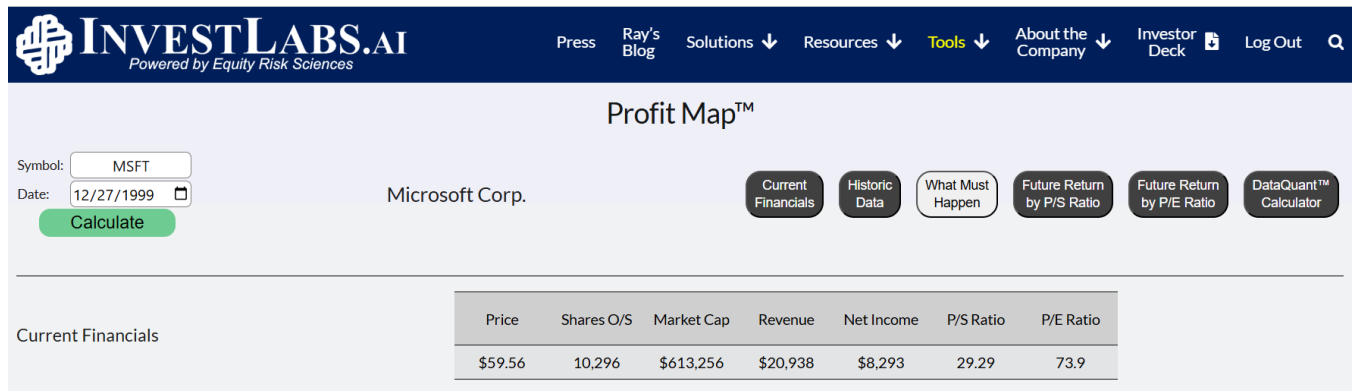 INVESTLABS.AI
Powered by Equity Risk Sciences
Press
Ray's
Blog
Solutions
Resources
Tools
About the
Company
Investor
Deck
Log Out
Profit Map™
Symbol: MSFT
Date: 12/27/1999
Calculate
Microsoft Corp.
Current
Financials
Historic
Data
What Must
Happen
Future Return
by P/S Ratio
Future Return
by P/E Ratio
DataQuant™
Calculator
Current Financials
Price Shares O/S Market Cap Revenue Net Income P/S Ratio P/E Ratio
$59.56 10,296 $613,256 $20,938 $8,293 29.29 73.9